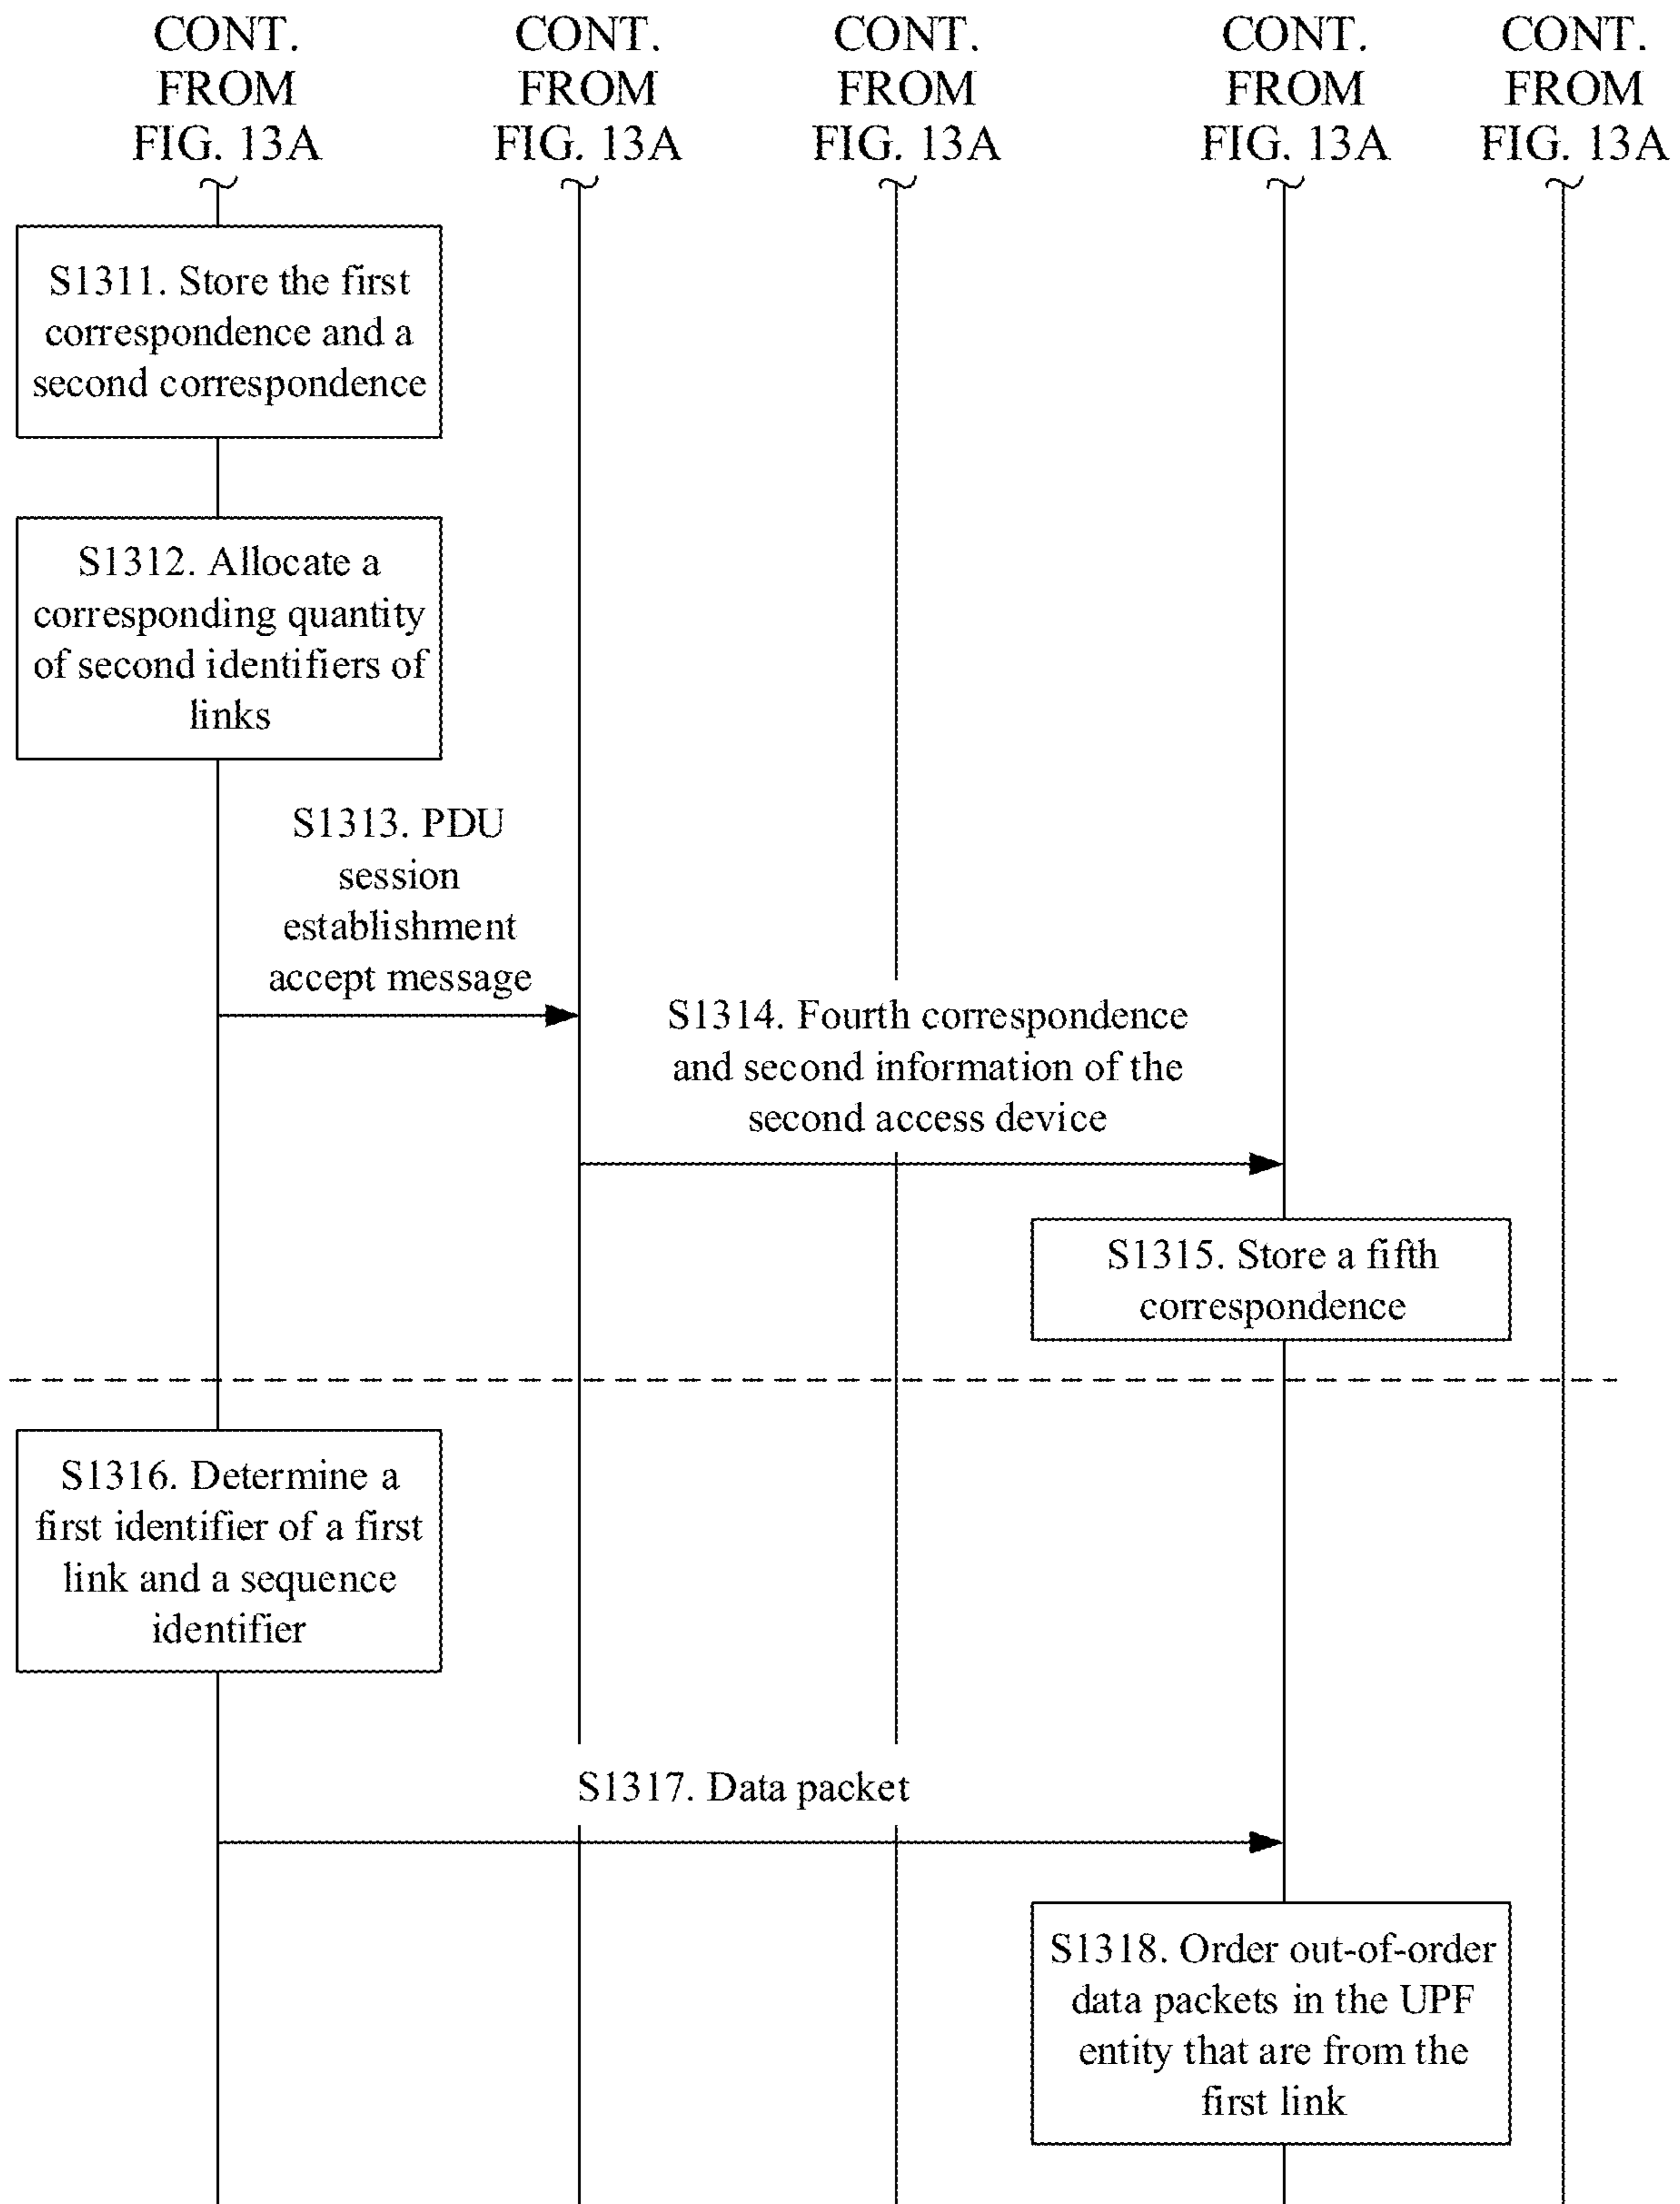 CONT.
FROM
FIG. 13A
CONT.
FROM
FIG. 13A
CONT.
FROM
FIG. 13A
CONT.
FROM
FIG. 13A
CONT.
FROM
FIG. 13A
S1311. Store the first
correspondence and a
second correspondence
S1312. Allocate a
corresponding quantity
of second identifiers of
links
S1313. PDU
session
establishment
accept message
S1314. Fourth correspondence
and second information of the
second access device
S1315. Store a fifth
correspondence
S1316. Determine a
first identifier of a first
link and a sequence
identifier
S1317. Data packet
S1318. Order out-of-order
data packets in the UPF
entity that are from the
first link